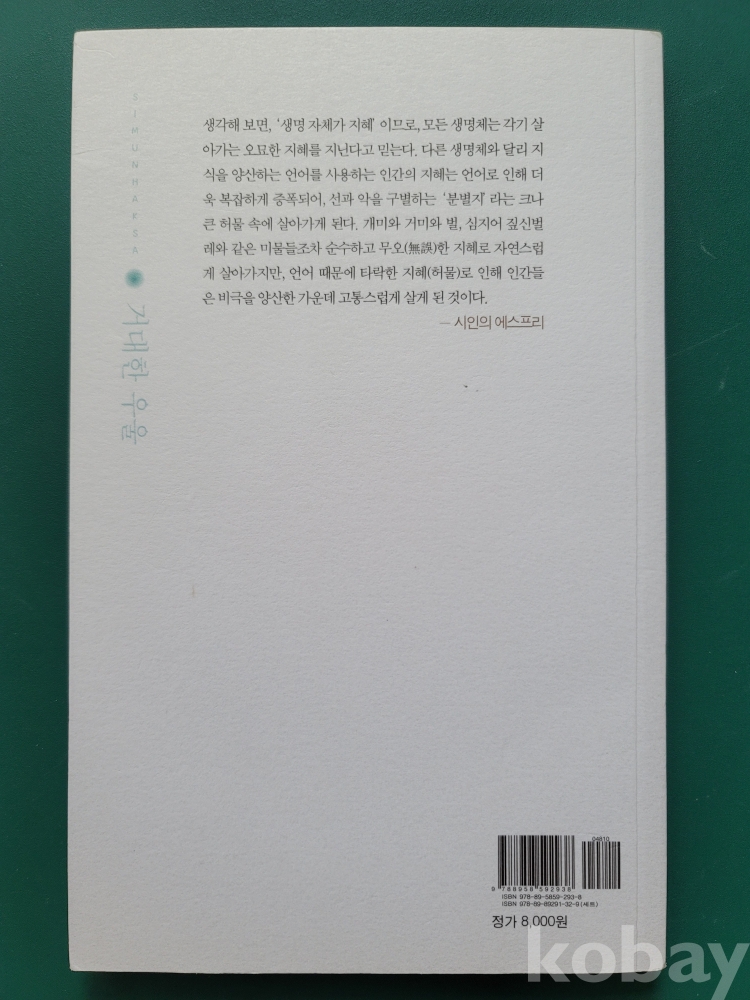 SIMUNHAKSA
거대한 우울
생각해 보면, ‘생명 자체가 지혜’ 이므로, 모든 생명체는 각기 살
아가는 오묘한 지혜를 지닌다고 믿는다. 다른 생명체와 달리 지
식을 양산하는 언어를 사용하는 인간의 지혜는 언어로 인해 더
욱 복잡하게 중폭되어, 선과 악을 구별하는 ‘분별지’ 라는 크나
큰 허물 속에 살아가게 된다. 개미와 거미와 벌, 심지어 짚신벌
레와 같은 미물들조차 순수하고 무오(無誤)한 지혜로 자연스럽
게 살아가지만, 언어 때문에 타락한 지혜(허물)로 인해 인간들
은 비극을 양산한 가운데 고통스럽게 살게 된 것이다.
— 시인의 에스프리
04810
9 788958 592938
ISBN 978-89-5859-293-8
ISBN 978-89-89291-32-9 (세트)
정가 8,000원
kobay